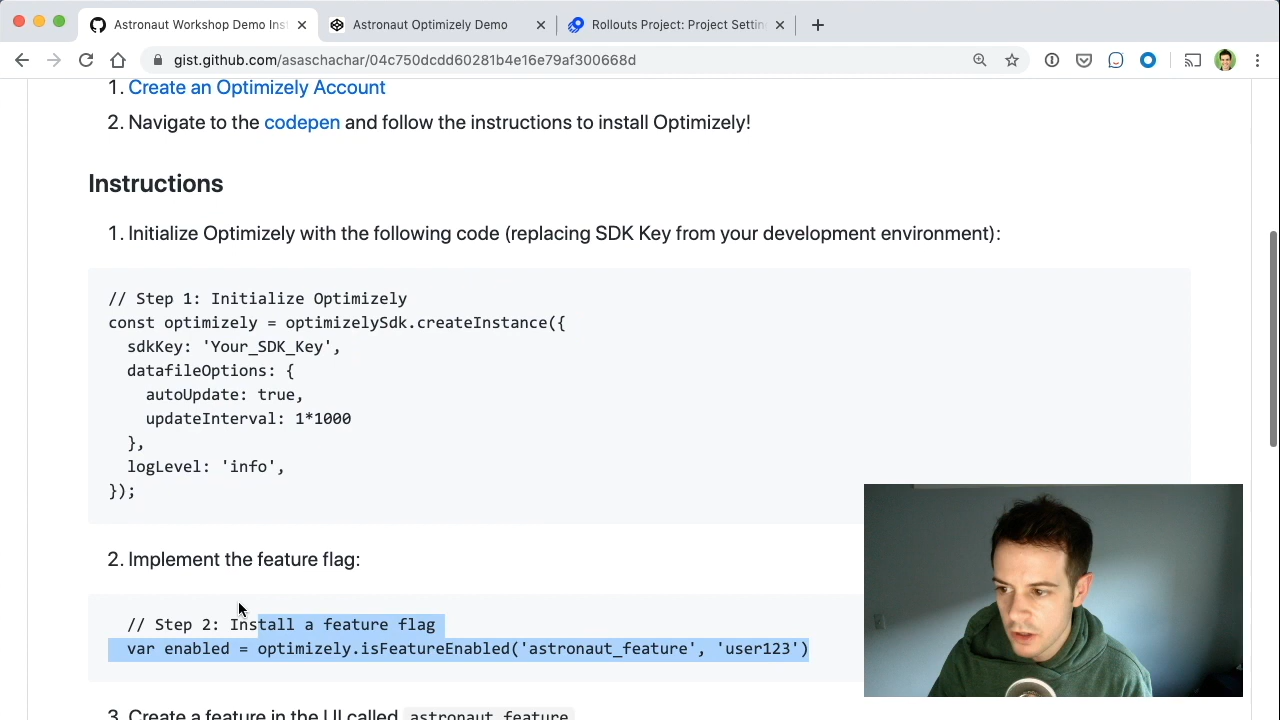 Astronaut Workshop Demo Inst
Astronaut Optimizely Demo
Rollouts Project: Project Settin
gist.github.com/asaschachar/04c750dcdd60281b4e16e79af300668d
1. Create an Optimizely Account
2. Navigate to the codepen and follow the instructions to install Optimizely!
Instructions
1. Initialize Optimizely with the following code (replacing SDK Key from your development environment):
// Step 1: Initialize Optimizely
const optimizely = optimizelySdk.createInstance({
sdkKey: 'Your_SDK_Key',
datafileOptions: {
autoUpdate: true,
updateInterval: 1*1000
},
logLevel: 'info',
});
2. Implement the feature flag:
// Step 2: Install a feature flag
var enabled = optimizely.isFeatureEnabled('astronaut_feature', 'user123')
3. Create a feature in the UI called astronaut_feature